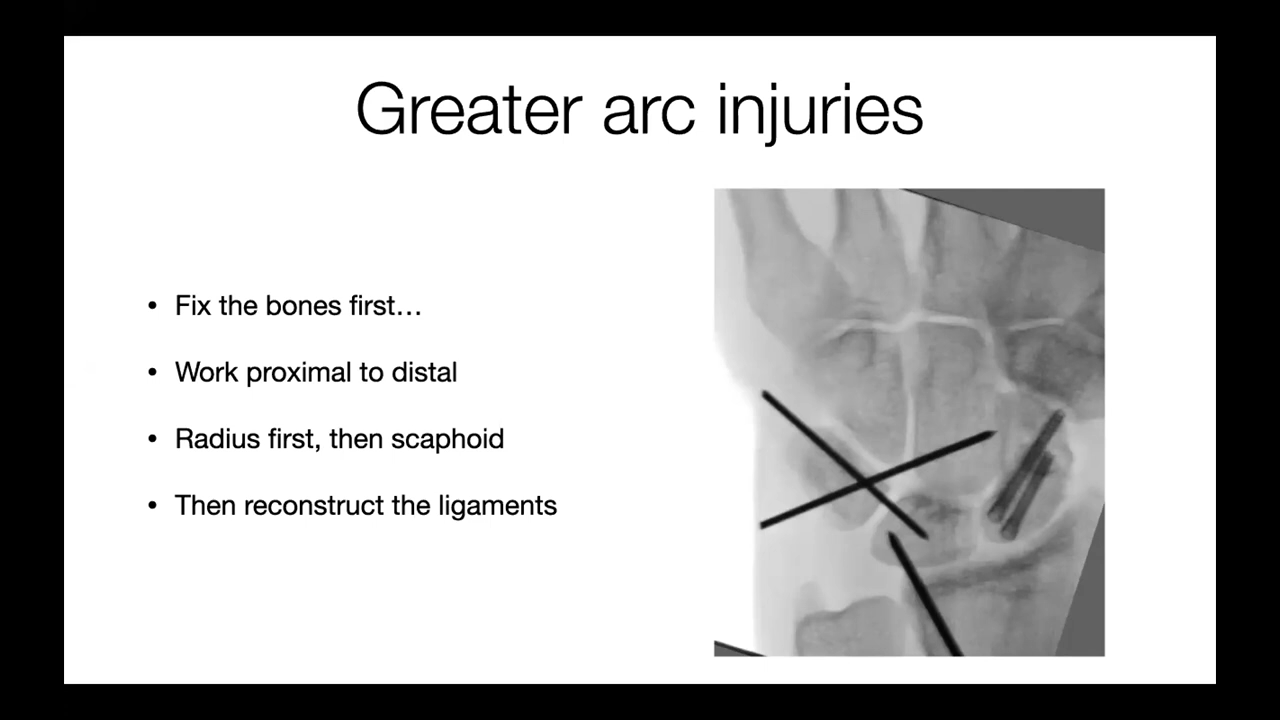 Greater arc injuries
• Fix the bones first…
• Work proximal to distal
• Radius first, then scaphoid
• Then reconstruct the ligaments